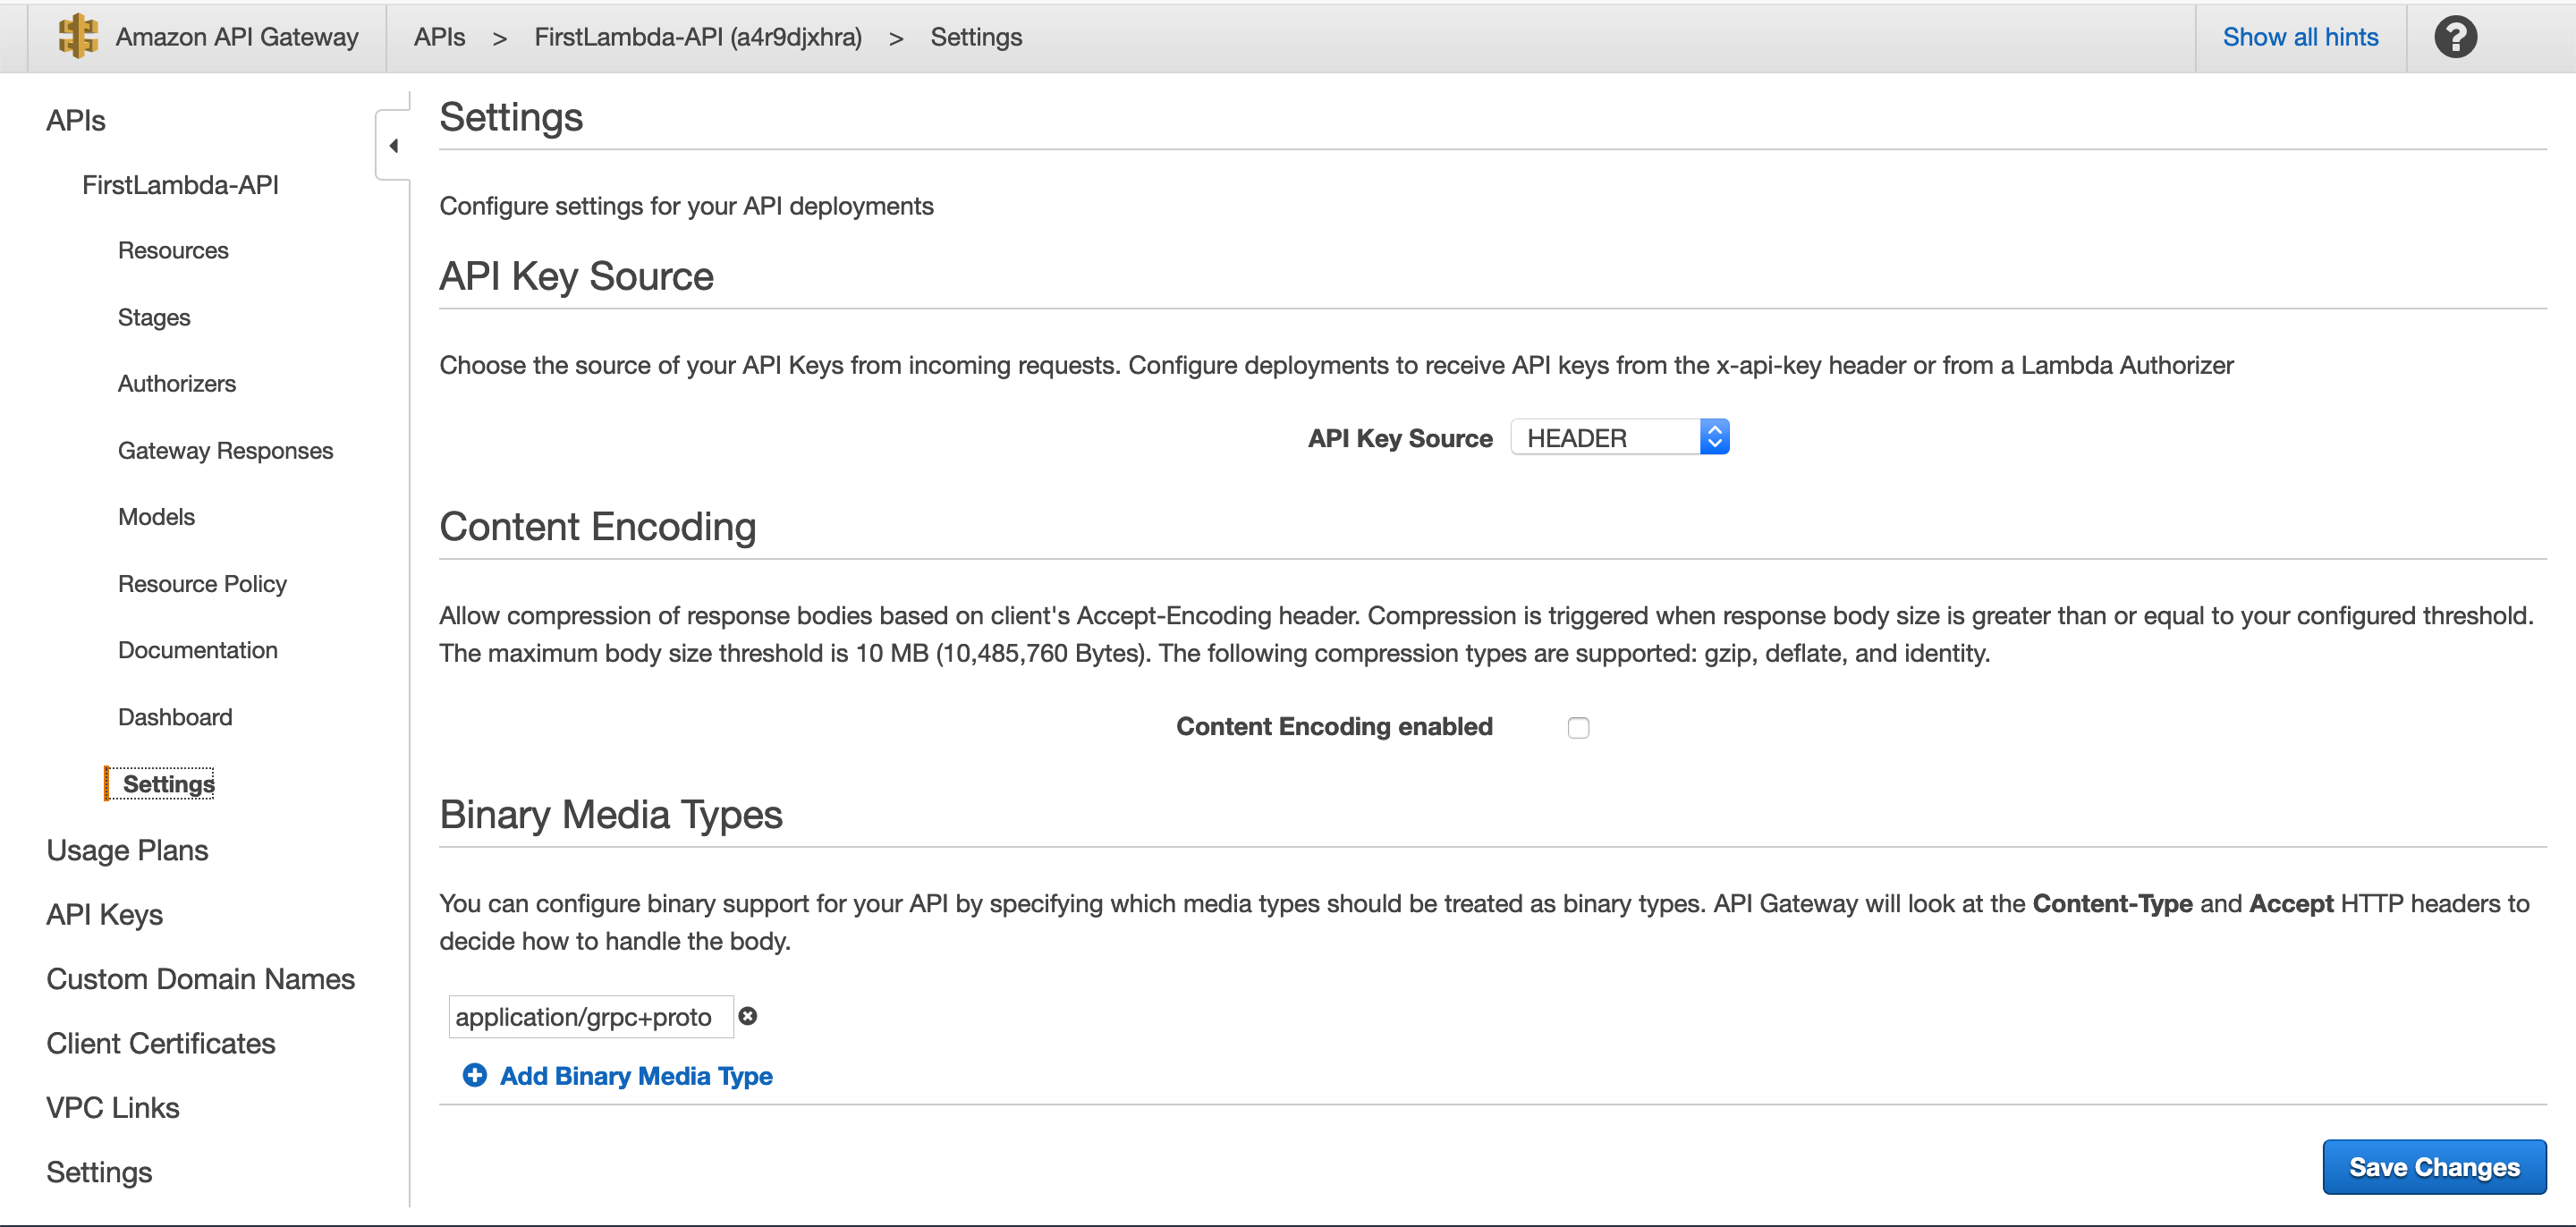 Amazon API Gateway
APIs > FirstLambda-API (a4r9djxhra) > Settings
Show all hints
?
APIs
FirstLambda-API
Resources
Stages
Authorizers
Gateway Responses
Models
Resource Policy
Documentation
Dashboard
Settings
Usage Plans
API Keys
Custom Domain Names
Client Certificates
VPC Links
Settings
Settings
Configure settings for your API deployments
API Key Source
Choose the source of your API Keys from incoming requests. Configure deployments to receive API keys from the x-api-key header or from a Lambda Authorizer
API Key Source HEADER
Content Encoding
Allow compression of response bodies based on client's Accept-Encoding header. Compression is triggered when response body size is greater than or equal to your configured threshold.
The maximum body size threshold is 10 MB (10,485,760 Bytes). The following compression types are supported: gzip, deflate, and identity.
Content Encoding enabled
Binary Media Types
You can configure binary support for your API by specifying which media types should be treated as binary types. API Gateway will look at the Content-Type and Accept HTTP headers to
decide how to handle the body.
application/grpc+proto
Add Binary Media Type
Save Changes